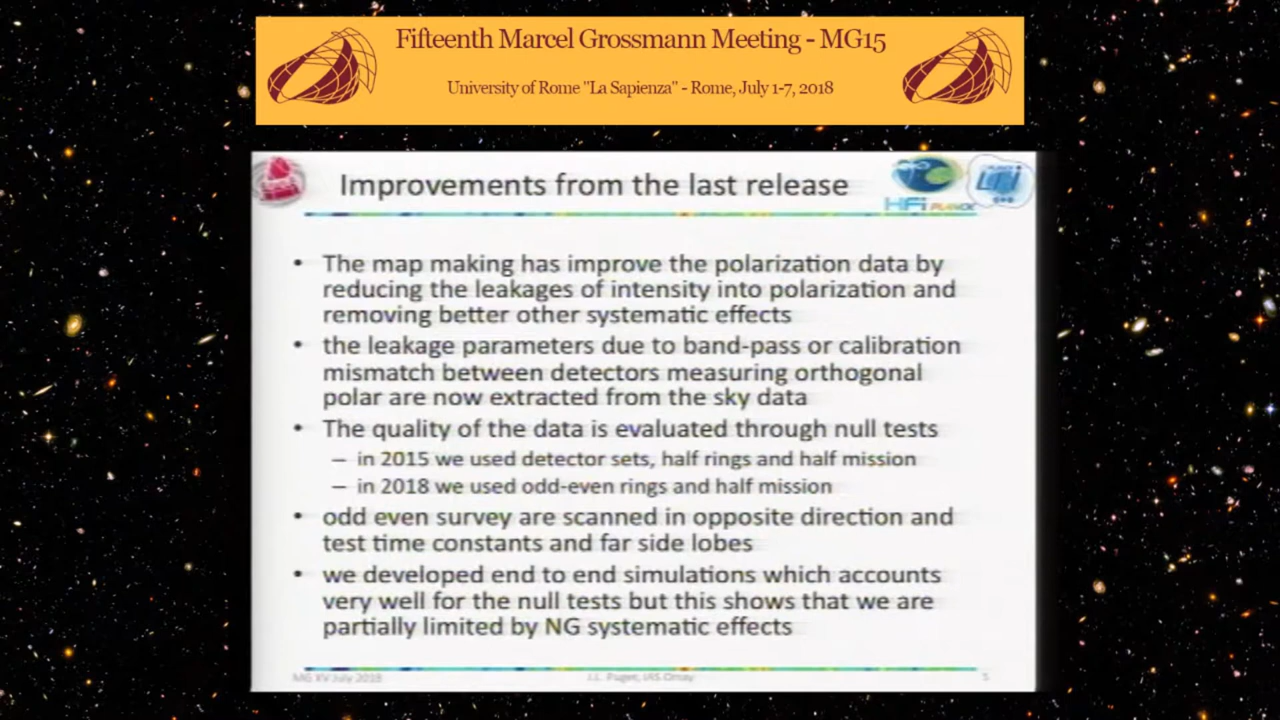 Fifteenth Marcel Grossmann Meeting - MG15
University of Rome "La Sapienza" - Rome, July 1-7, 2018
Improvements from the last release
HFi PLANCK
• The map making has improve the polarization data by
reducing the leakages of intensity into polarization and
removing better other systematic effects
• the leakage parameters due to band-pass or calibration
mismatch between detectors measuring orthogonal
polar are now extracted from the sky data
• The quality of the data is evaluated through null tests
– in 2015 we used detector sets, half rings and half mission
– in 2018 we used odd-even rings and half mission
• odd even survey are scanned in opposite direction and
test time constants and far side lobes
• we developed end to end simulations which accounts
very well for the null tests but this shows that we are
partially limited by NG systematic effects
MG XV July 2018
J.L. Puget, IAS Orsay
5